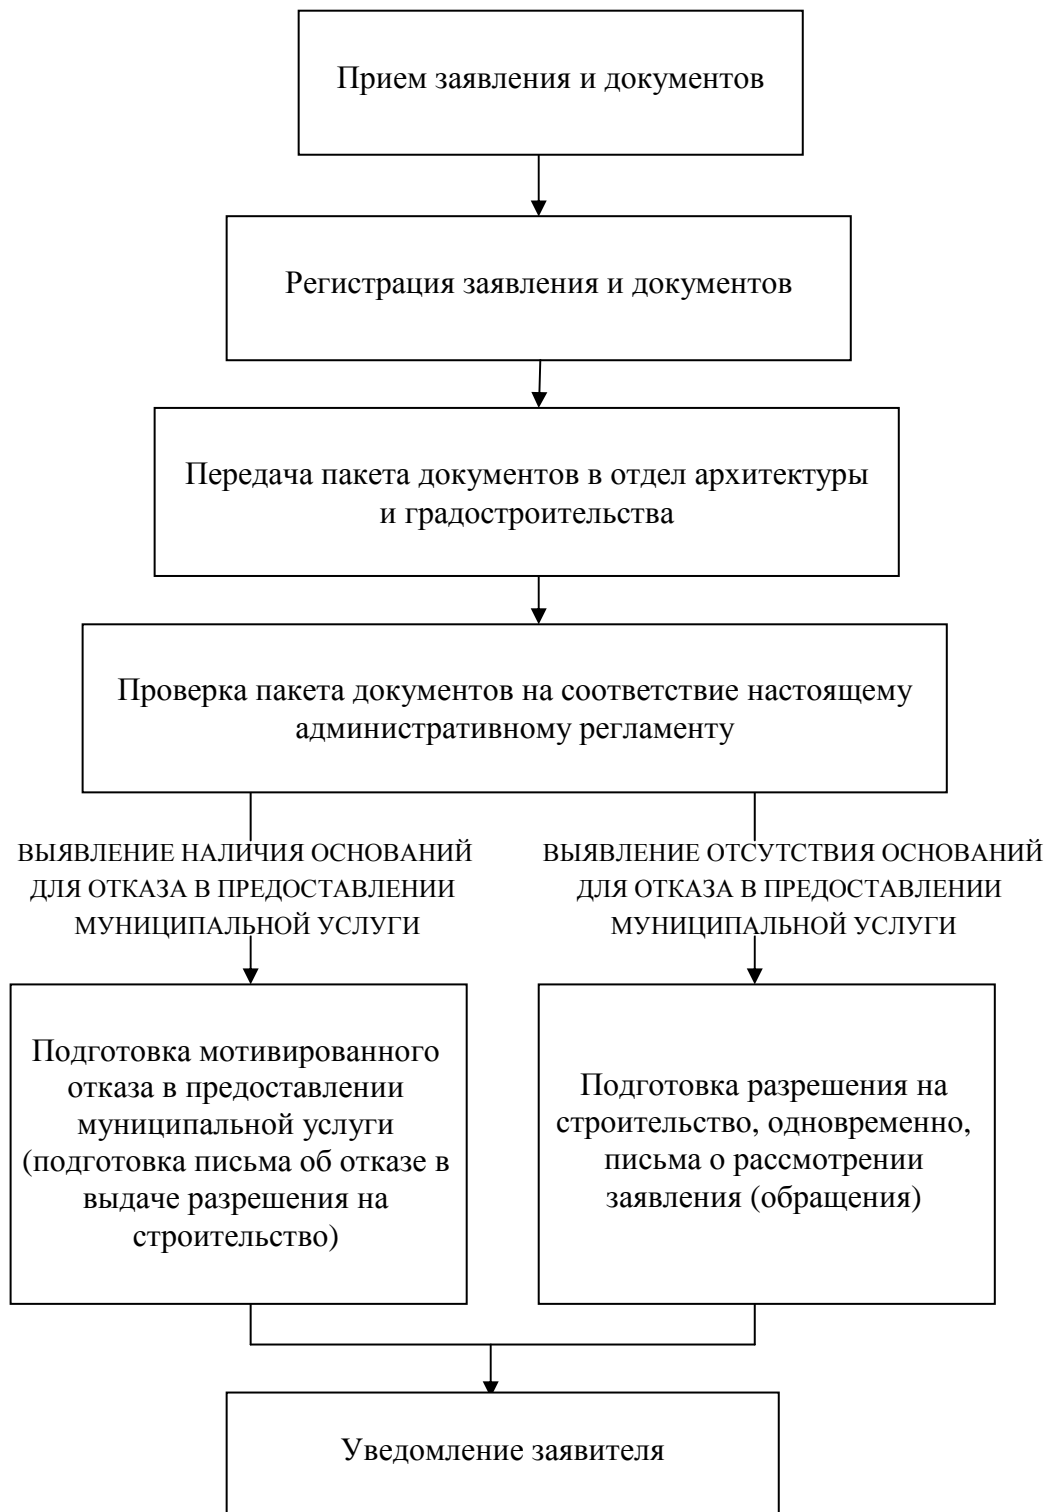 Прием заявления и документов
Регистрация заявления и документов
Передача пакета документов в отдел архитектуры
и градостроительства
Проверка пакета документов на соответствие настоящему
административному регламенту
ВЫЯВЛЕНИЕ НАЛИЧИЯ ОСНОВАНИЙ
ДЛЯ ОТКАЗА В ПРЕДОСТАВЛЕНИИ
МУНИЦИПАЛЬНОЙ УСЛУГИ
ВЫЯВЛЕНИЕ ОТСУТСТВИЯ ОСНОВАНИЙ
ДЛЯ ОТКАЗА В ПРЕДОСТАВЛЕНИИ
МУНИЦИПАЛЬНОЙ УСЛУГИ
Подготовка мотивированного
отказа в предоставлении
муниципальной услуги
(подготовка письма об отказе в
выдаче разрешения на
строительство)
Подготовка разрешения на
строительство, одновременно,
письма о рассмотрении
заявления (обращения)
Уведомление заявителя